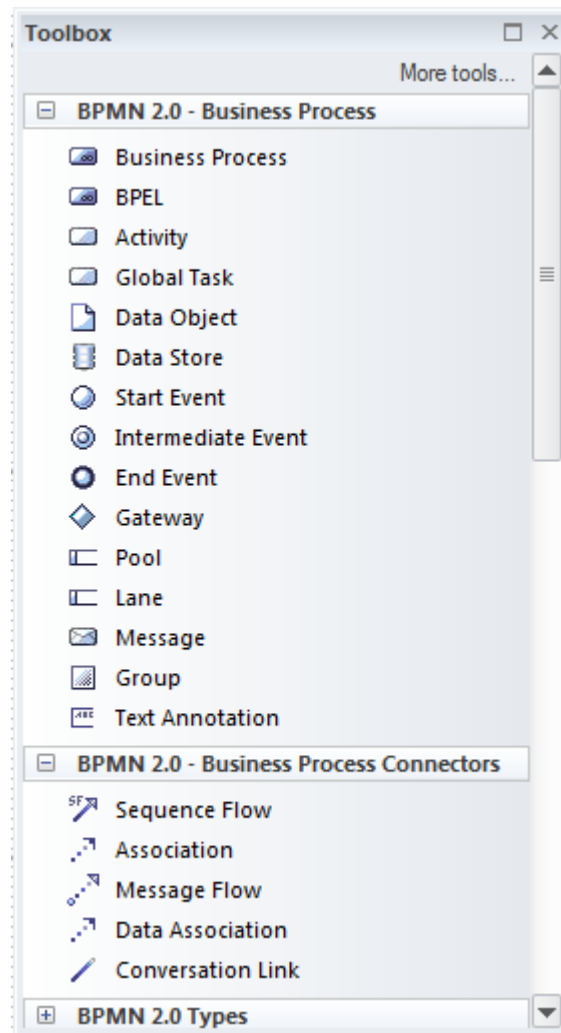 Toolbox
More tools...
BPMN 2.0 - Business Process
Business Process
BPEL
Activity
Global Task
Data Object
Data Store
Start Event
Intermediate Event
End Event
Gateway
Pool
Lane
Message
Group
Text Annotation
BPMN 2.0 - Business Process Connectors
SF Sequence Flow
Association
Message Flow
Data Association
Conversation Link
BPMN 2.0 Types